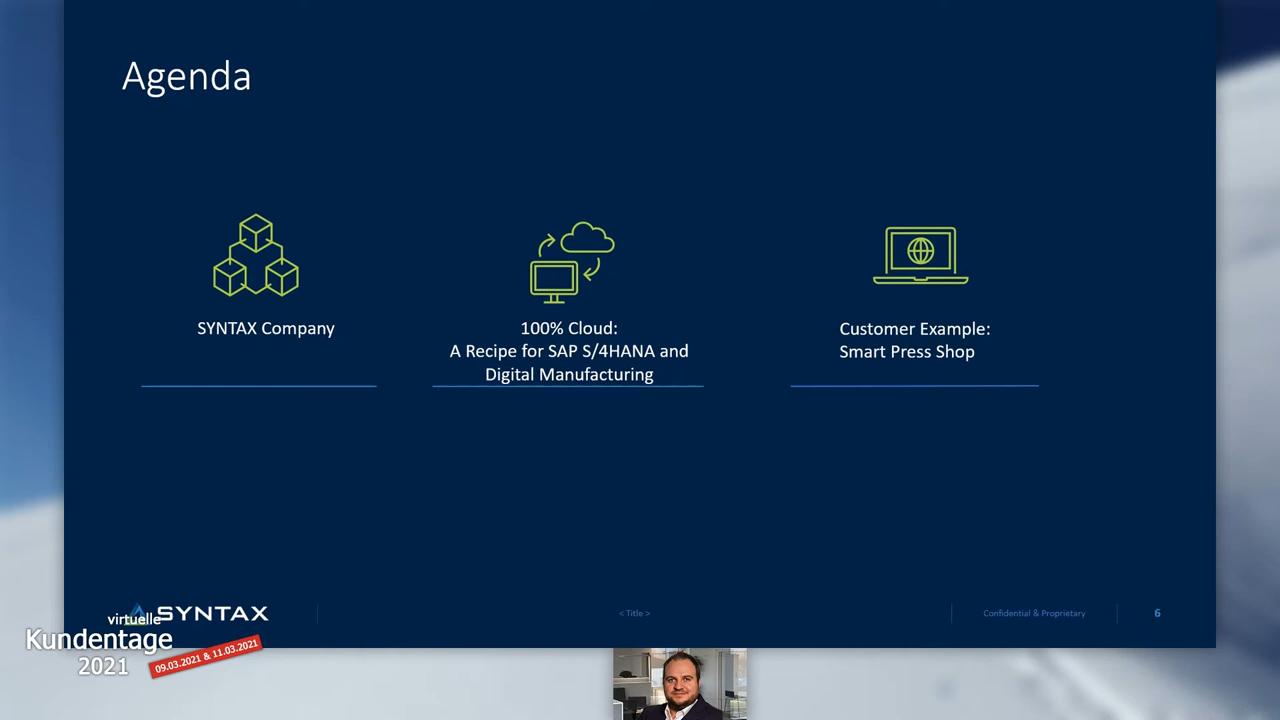 Agenda
SYNTAX Company
100% Cloud:
A Recipe for SAP S/4HANA and
Digital Manufacturing
Customer Example:
Smart Press Shop
SYNTAX
< Title >
Confidential & Proprietary
6
virtuelle
Kundentage
2021
09.03.2021 & 11.03.2021